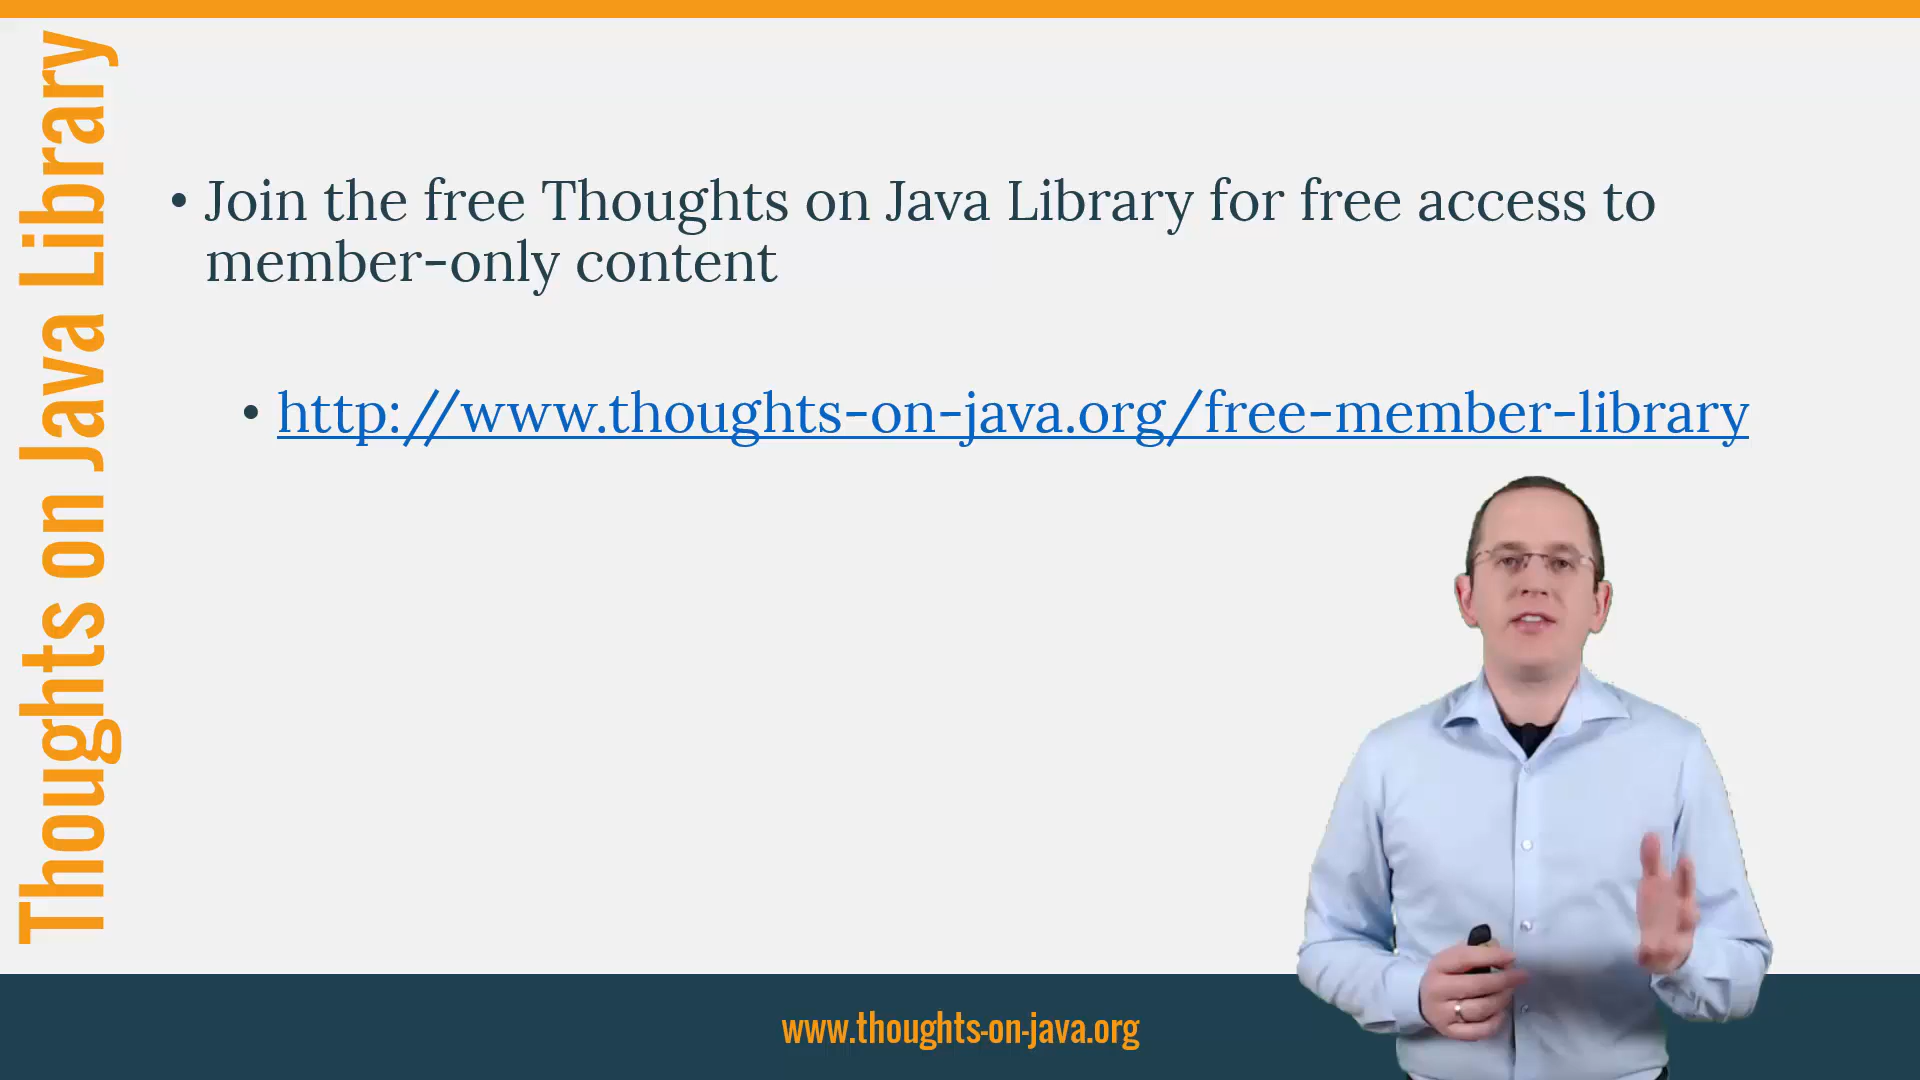 Thoughts on Java Library
• Join the free Thoughts on Java Library for free access to
member-only content
• http://www.thoughts-on-java.org/free-member-library
www.thoughts-on-java.org